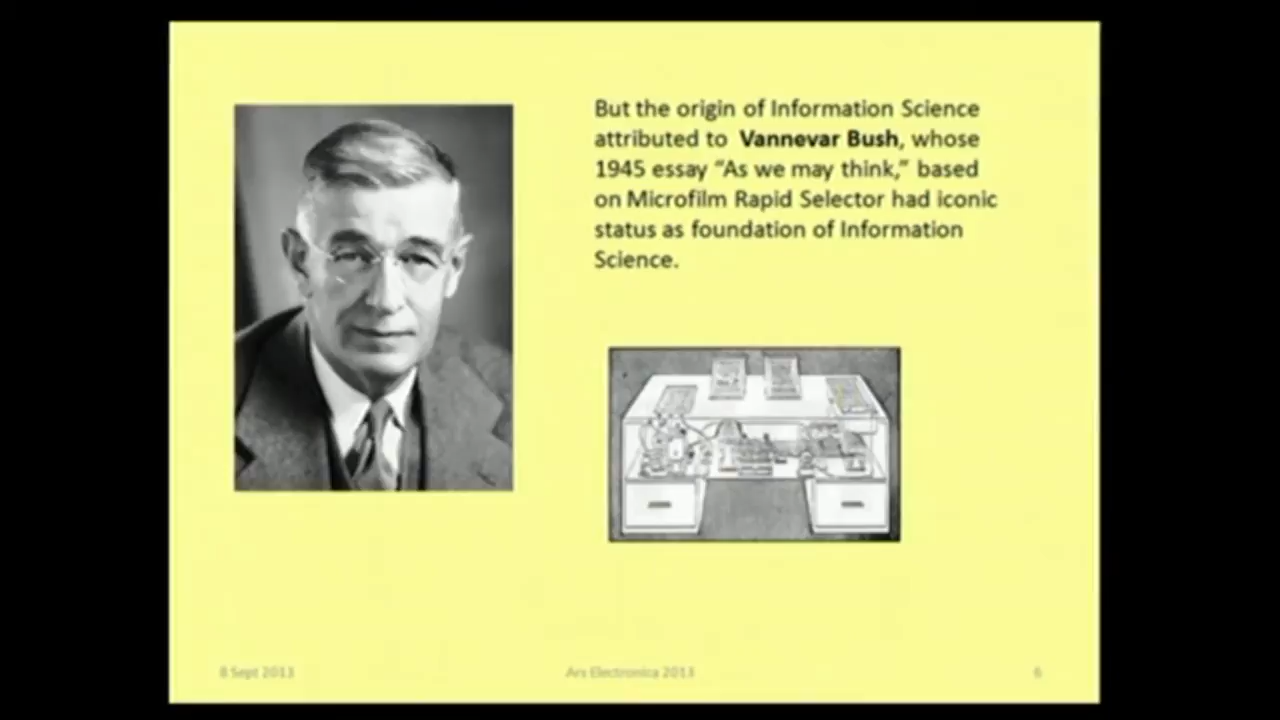 But the origin of Information Science
attributed to Vannevar Bush, whose
1945 essay “As we may think,” based
on Microfilm Rapid Selector had iconic
status as foundation of Information
Science.
8 Sept 2013
Ars Electronica 2013
6